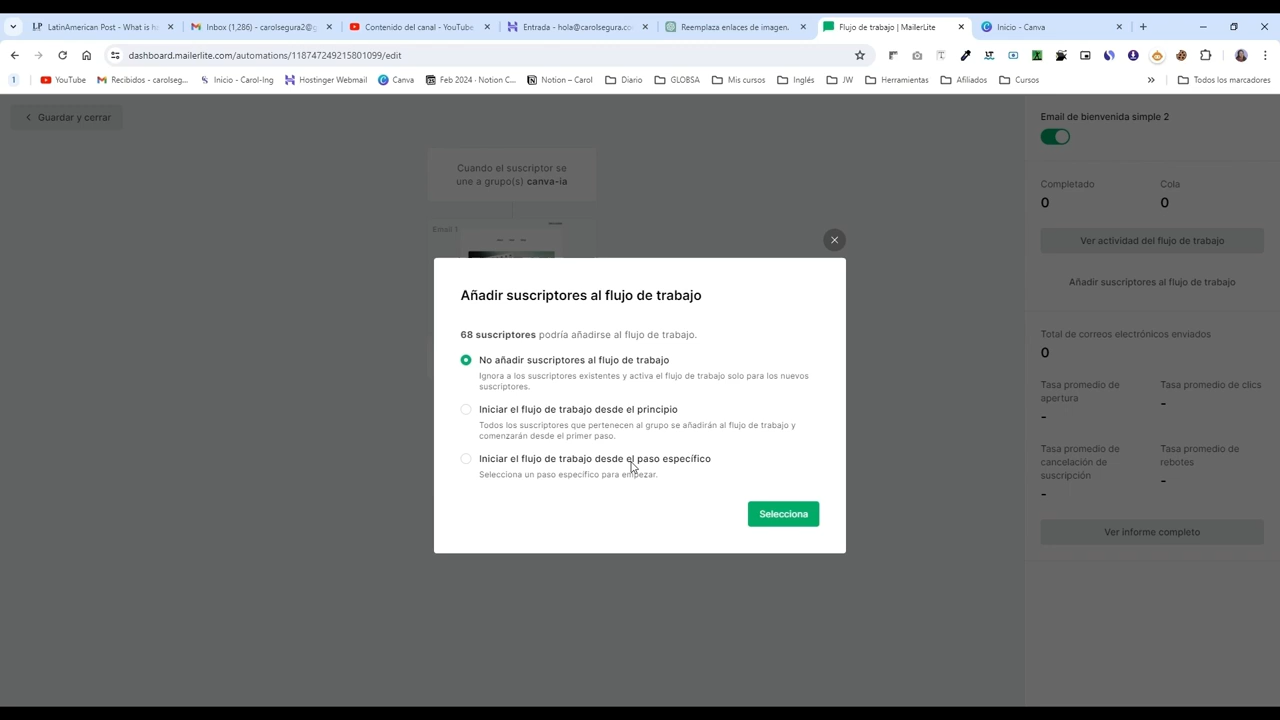 LatinAmerican Post - What is ha
Inbox (1,286) - carolsegura2@g
Contenido del canal - YouTube
Entrada - hola@carolsegura.co
Reemplaza enlaces de imagen.
Flujo de trabajo | MailerLite
Inicio - Canva
dashboard.mailerlite.com/automations/118747249215801099/edit
1
YouTube
Recibidos - carolseg...
Inicio - Carol-Ing
Hostinger Webmail
Canva
Feb 2024 - Notion C...
Notion – Carol
Diario
GLOBSA
Mis cursos
Inglés
JW
Herramientas
Afiliados
Cursos
Todos los marcadores
Guardar y cerrar
Cuando el suscriptor se
une a grupo(s) canva-ia
Email 1
Añadir suscriptores al flujo de trabajo
68 suscriptores podría añadirse al flujo de trabajo.
No añadir suscriptores al flujo de trabajo
Ignora a los suscriptores existentes y activa el flujo de trabajo solo para los nuevos
suscriptores.
Iniciar el flujo de trabajo desde el principio
Todos los suscriptores que pertenecen al grupo se añadirán al flujo de trabajo y
comenzarán desde el primer paso.
Iniciar el flujo de trabajo desde el paso específico
Selecciona un paso específico para empezar.
Selecciona
Email de bienvenida simple 2
Completado
Cola
0
0
Ver actividad del flujo de trabajo
Añadir suscriptores al flujo de trabajo
Total de correos electrónicos enviados
0
Tasa promedio de
apertura
Tasa promedio de clics
-
-
Tasa promedio de
cancelación de
suscripción
Tasa promedio de
rebotes
-
-
Ver informe completo